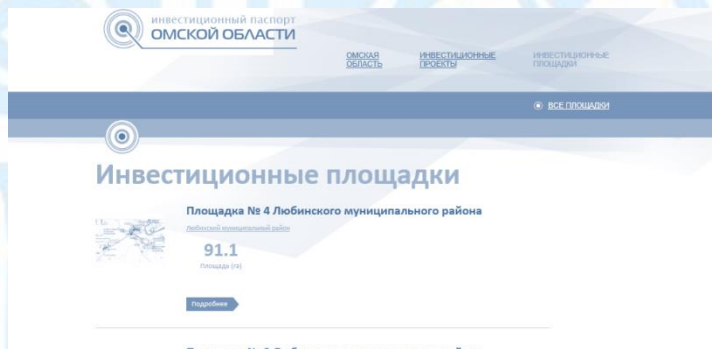 инвестиционный паспорт
ОМСКОЙ ОБЛАСТИ
ОМСКАЯ ОБЛАСТЬ
ИНВЕСТИЦИОННЫЕ ПРОЕКТЫ
ИНВЕСТИЦИОННЫЕ ПЛОЩАДКИ
ВСЕ ПЛОЩАДКИ
Инвестиционные площадки
Площадка № 4 Любинского муниципального района
Любинский муниципальный район
91.1
Площадь (га)
Подробнее